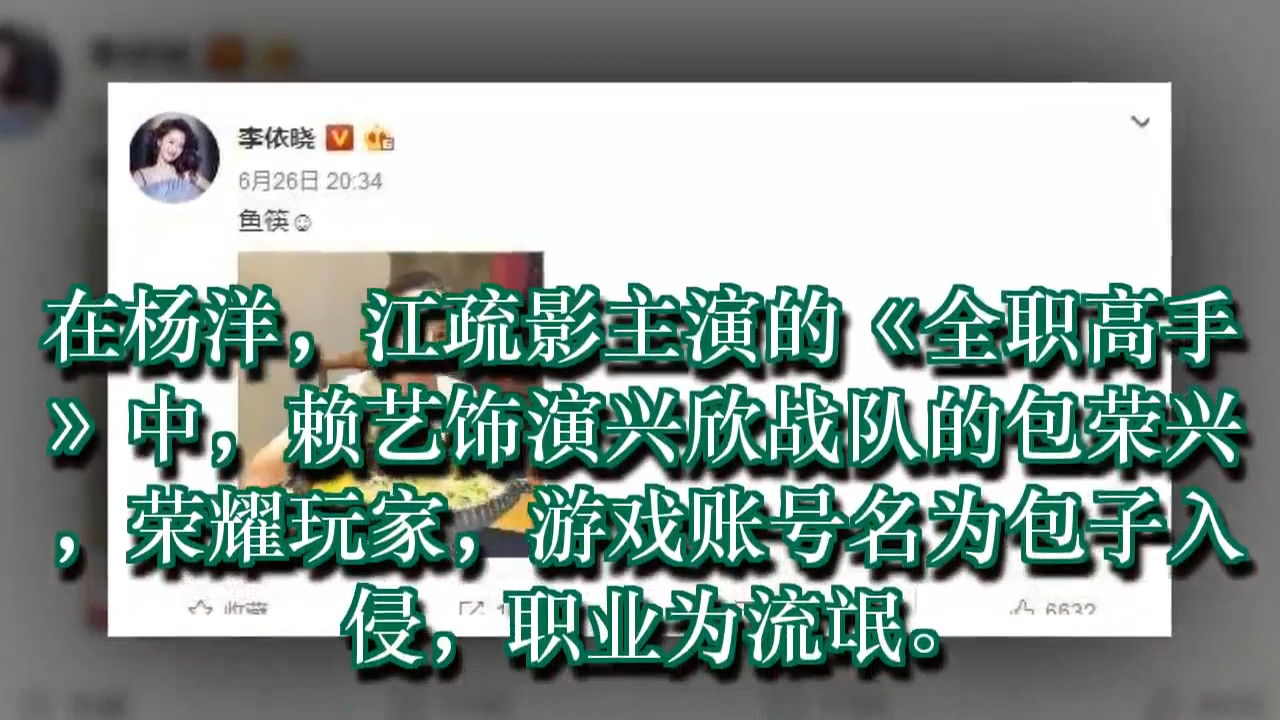 李依晓
6月26日 20:34
鱼筷
在杨洋，江疏影主演的《全职高手
》中，赖艺饰演兴欣战队的包荣兴
，荣耀玩家，游戏账号名为包子入
侵，职业为流氓。
收藏
6632